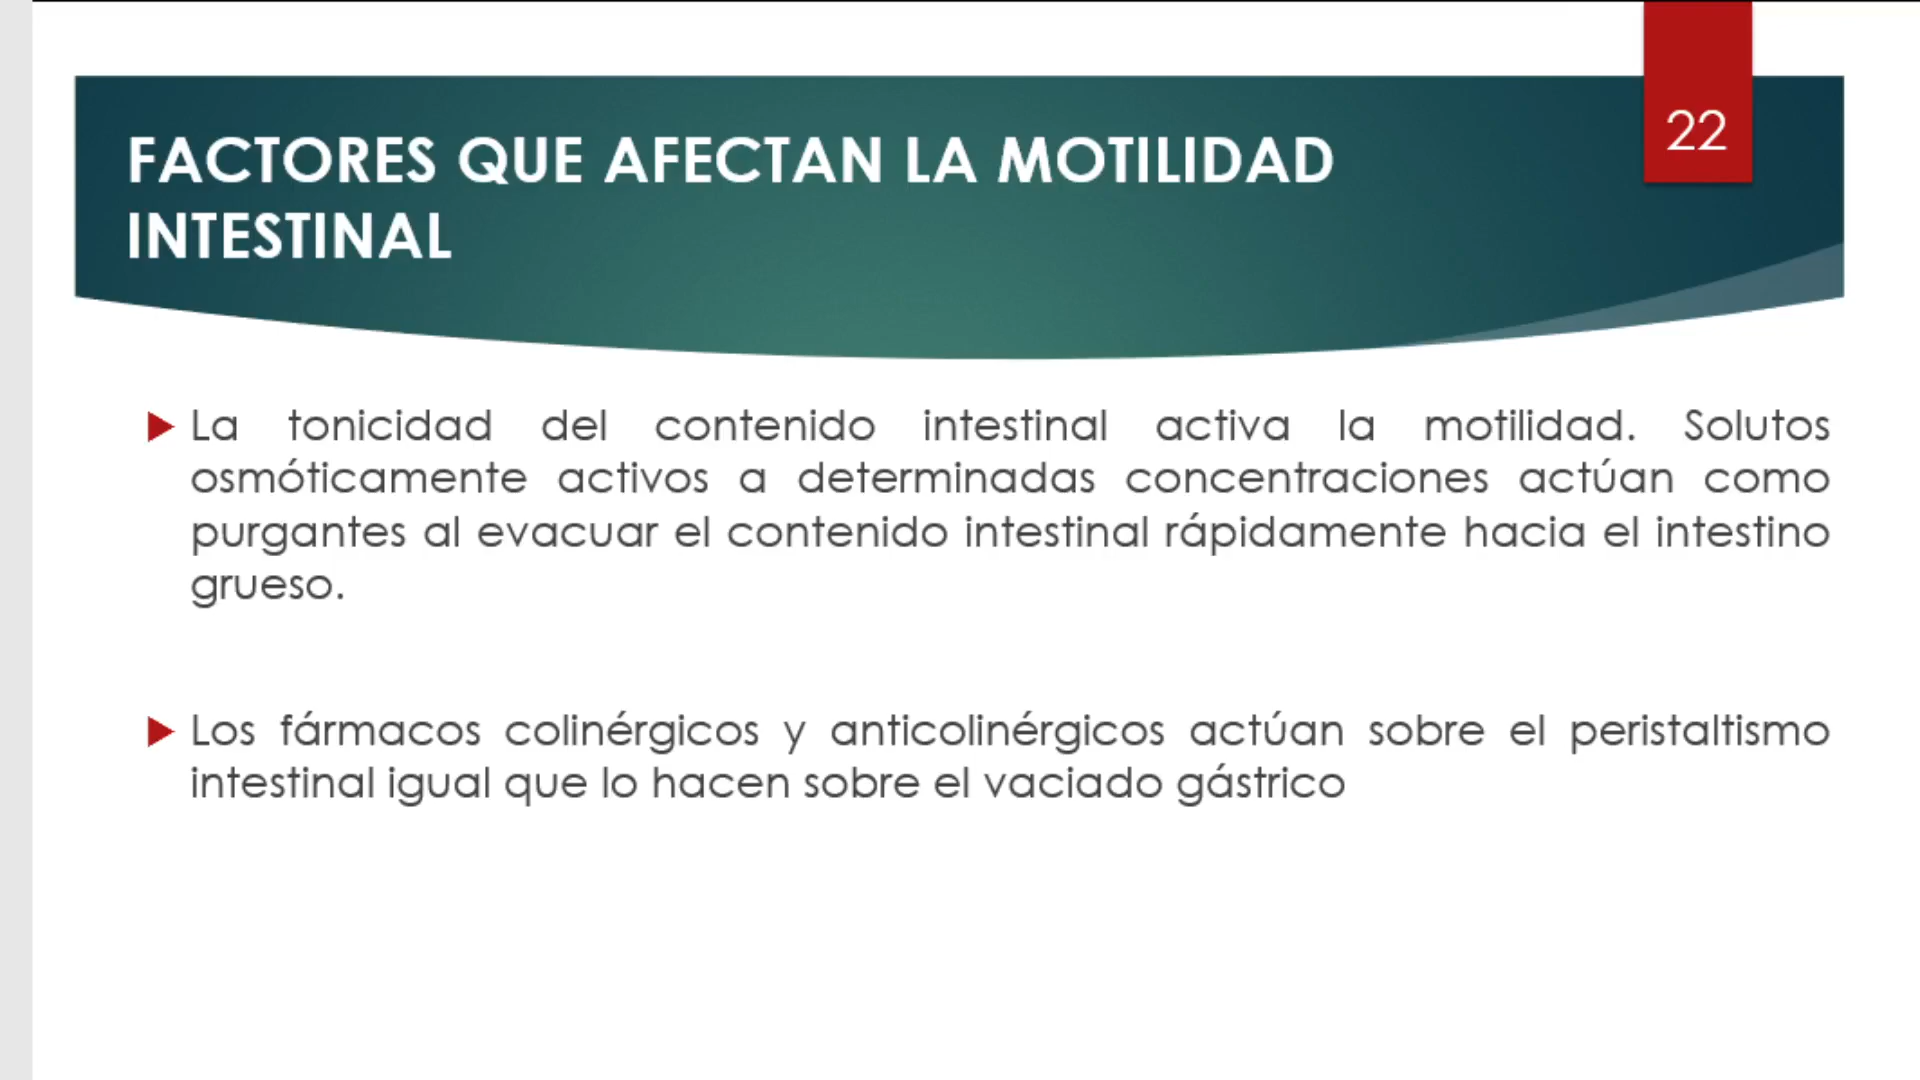 22
FACTORES QUE AFECTAN LA MOTILIDAD
INTESTINAL
La tonicidad del contenido intestinal activa la motilidad. Solutos
osmóticamente activos a determinadas concentraciones actúan como
purgantes al evacuar el contenido intestinal rápidamente hacia el intestino
grueso.
Los fármacos colinérgicos y anticolinérgicos actúan sobre el peristaltismo
intestinal igual que lo hacen sobre el vaciado gástrico